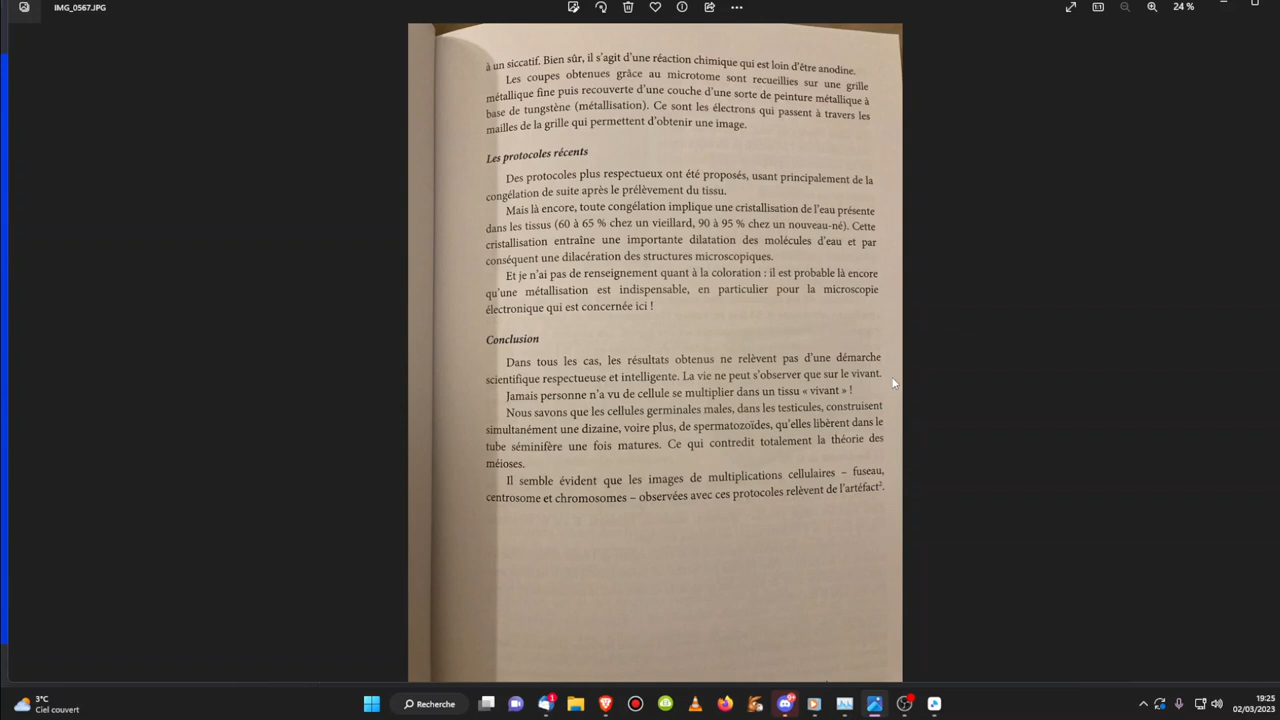 IMG_0567.JPG
24 %
à un siccatif. Bien sûr, il s'agit d'une réaction chimique qui est loin d'être anodine.
Les coupes obtenues grâce au microtome sont recueillies sur une grille
métallique fine puis recouverte d'une couche d'une sorte de peinture métallique à
base de tungstène (métallisation). Ce sont les électrons qui passent à travers les
mailles de la grille qui permettent d'obtenir une image.
Les protocoles récents
Des protocoles plus respectueux ont été proposés, usant principalement de la
congélation de suite après le prélèvement du tissu.
Mais là encore, toute congélation implique une cristallisation de l'eau présente
dans les tissus (60 à 65 % chez un vieillard, 90 à 95 % chez un nouveau-né). Cette
cristallisation entraîne une importante dilatation des molécules d'eau et par
conséquent une dilacération des structures microscopiques.
Et je n'ai pas de renseignement quant à la coloration : il est probable là encore
qu'une métallisation est indispensable, en particulier pour la microscopie
électronique qui est concernée ici !
Conclusion
Dans tous les cas, les résultats obtenus ne relèvent pas d'une démarche
scientifique respectueuse et intelligente. La vie ne peut s'observer que sur le vivant.
Jamais personne n'a vu de cellule se multiplier dans un tissu « vivant » !
Nous savons que les cellules germinales males, dans les testicules, construisent
simultanément une dizaine, voire plus, de spermatozoïdes, qu'elles libèrent dans le
tube séminifère une fois matures. Ce qui contredit totalement la théorie des
méioses.
Il semble évident que les images de multiplications cellulaires – fuseau,
centrosome et chromosomes – observées avec ces protocoles relèvent de l'artéfact².
3°C
Ciel couvert
Recherche
1
9+
19:25
02/03/2023